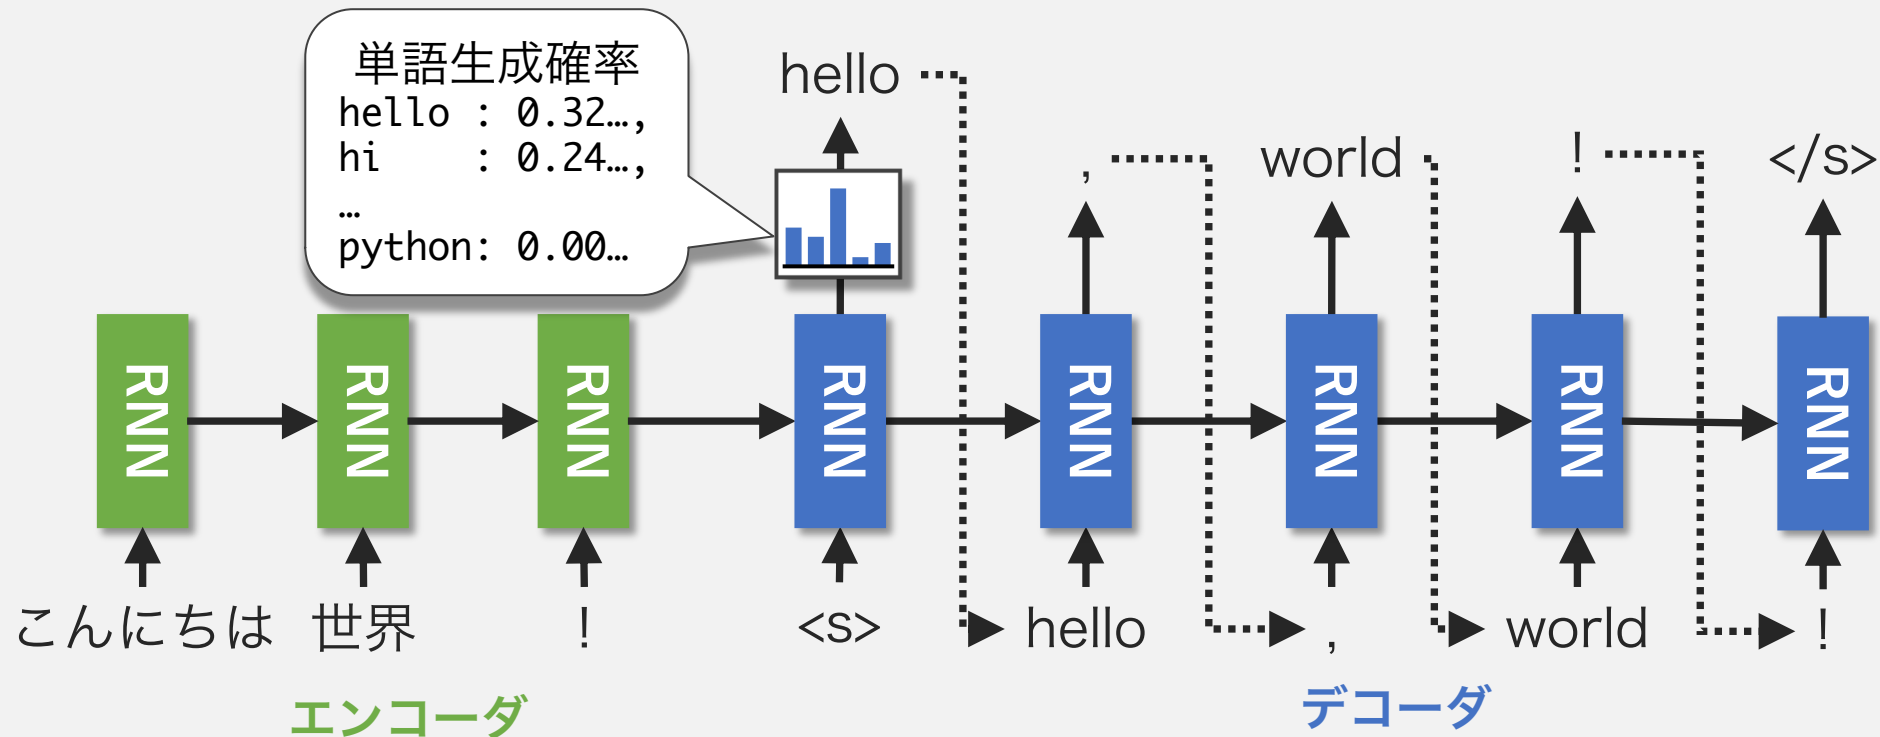 単語生成確率
hello : 0.32…,
hi : 0.24…,
…
python: 0.00…
hello
,
world
!
</s>
RNN
RNN
RNN
RNN
RNN
RNN
RNN
RNN
こんにちは
世界
!
<s>
hello
,
world
!
エンコーダ
デコーダ